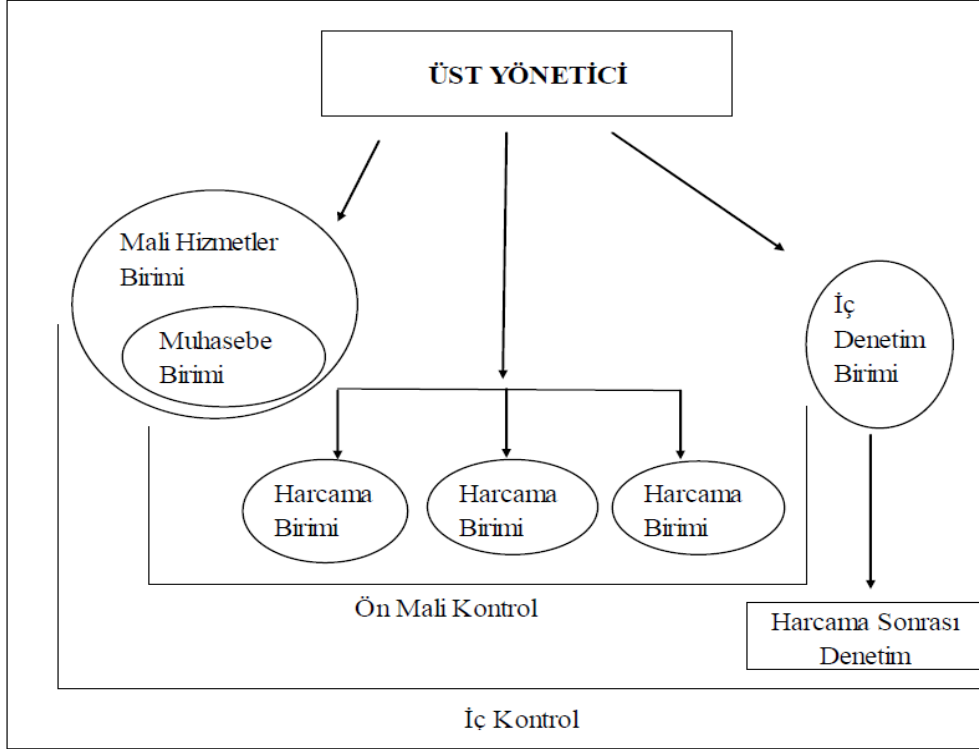 ÜST YÖNETİCİ
Mali Hizmetler
Birimi
Muhasebe
Birimi
İç
Denetim
Birimi
Harcama
Birimi
Harcama
Birimi
Harcama
Birimi
Ön Mali Kontrol
Harcama Sonrası
Denetim
İç Kontrol